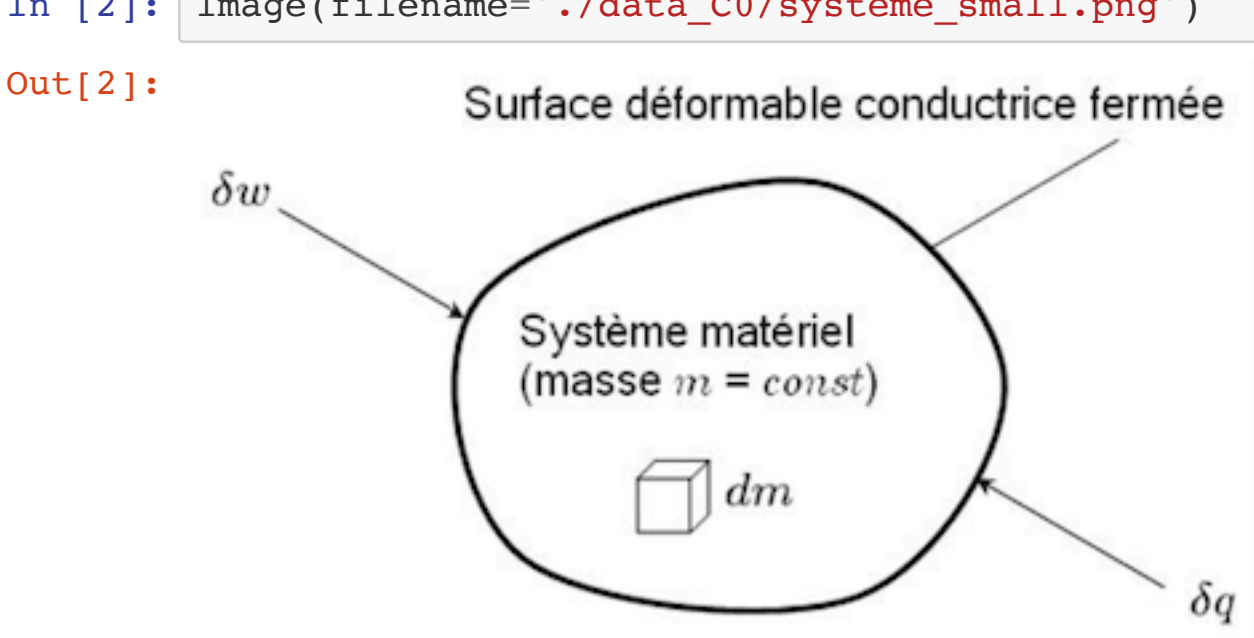 In [2]: Image(filename='./data_C0/systeme_small.png')
Out[2]:
Surface déformable conductrice fermée
δw
Système matériel
(masse m = const)
dm
δq